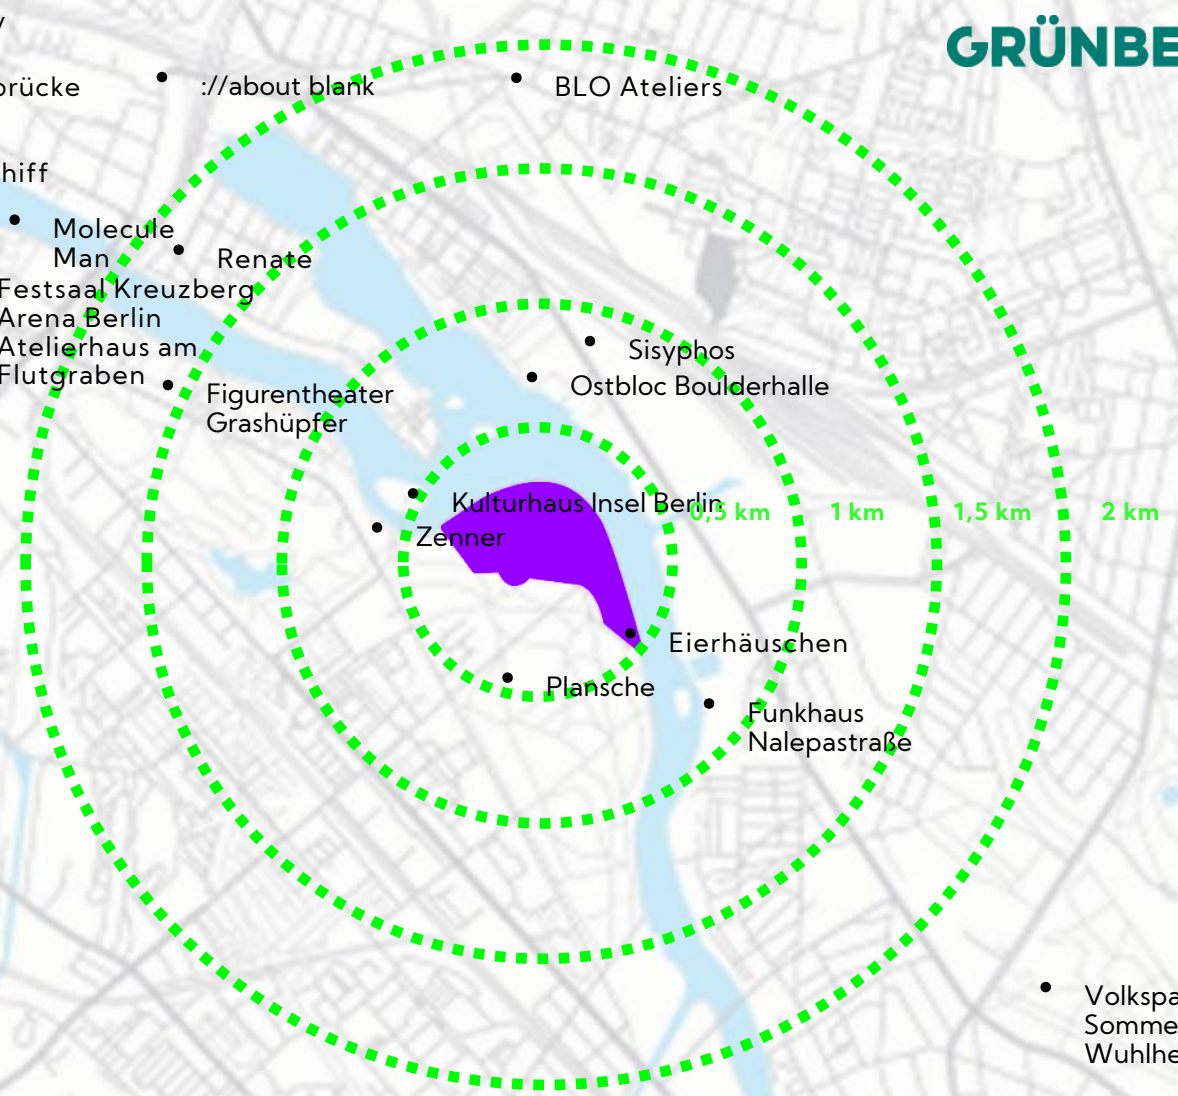 GRÜNBE
brücke
://about blank
BLO Ateliers
hiff
Molecule
Man
Renate
Festsaal Kreuzberg
Arena Berlin
Atelierhaus am
Flutgraben
Sisyphos
Ostbloc Boulderhalle
Figurentheater
Grashüpfer
Kulturhaus Insel Berlin
0,5 km
1 km
1,5 km
2 km
Zenner
Eierhäuschen
Plansche
Funkhaus
Nalepastraße
Volkspa
Somme
Wuhlhe